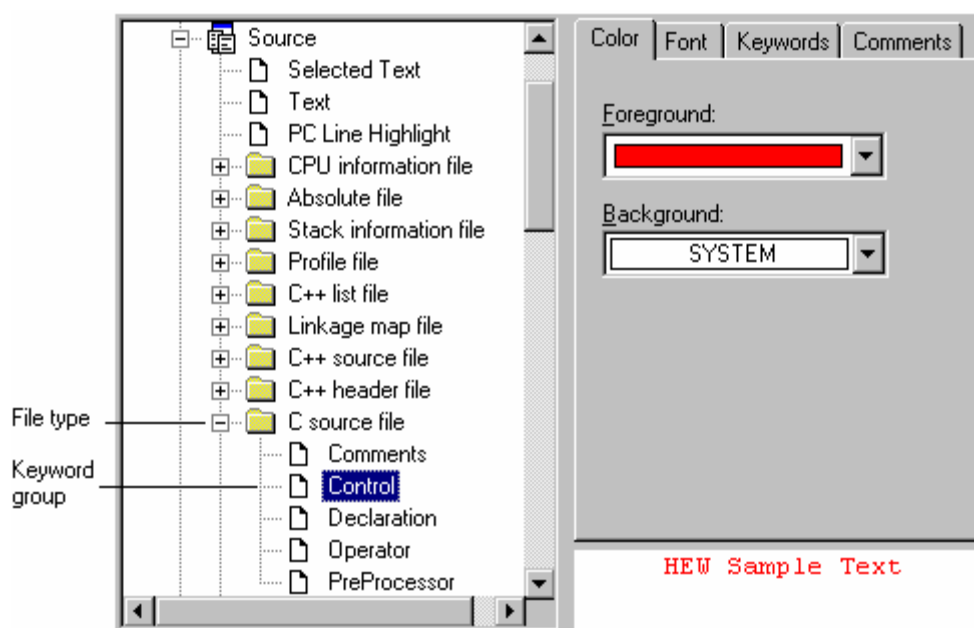 Source
Selected Text
Text
PC Line Highlight
CPU information file
Absolute file
Stack information file
Profile file
C++ list file
Linkage map file
C++ source file
C++ header file
File type
C source file
Comments
Keyword
group
Control
Declaration
Operator
PreProcessor
Color Font Keywords Comments
Foreground:
Background:
SYSTEM
HEW Sample Text